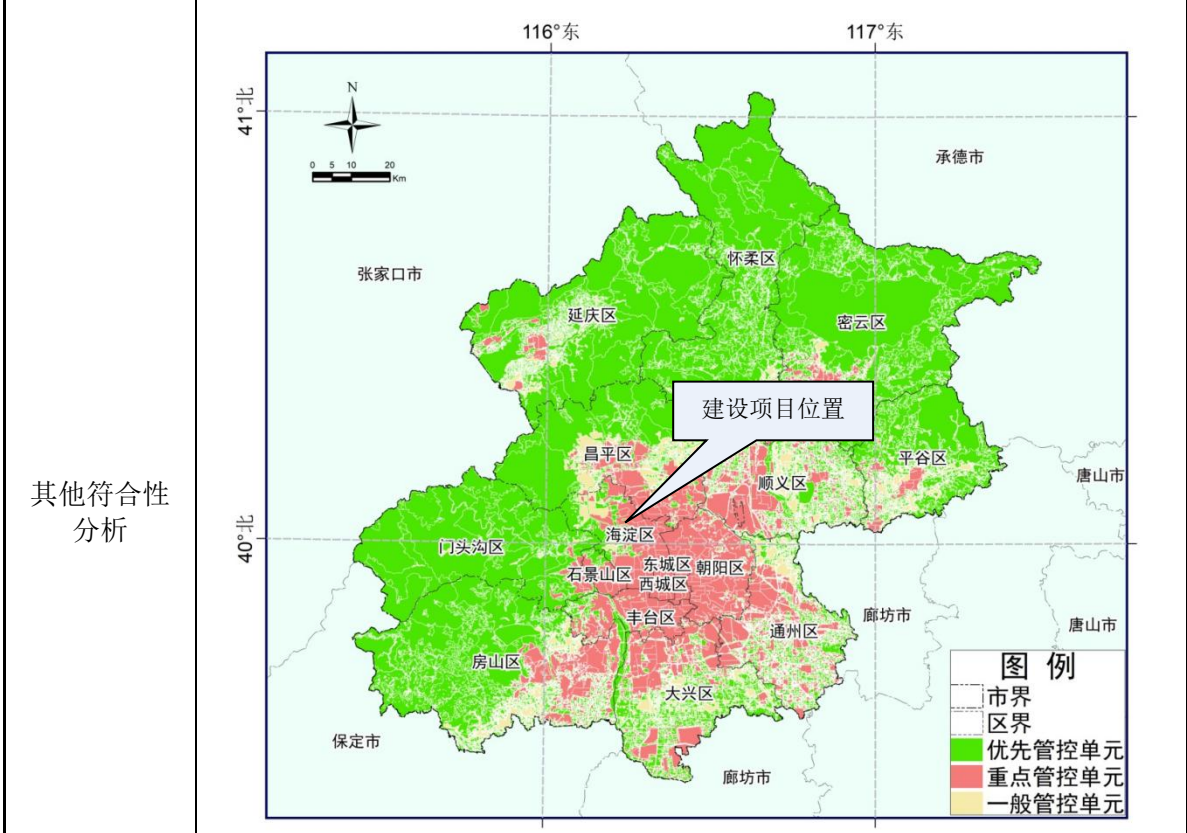 116°东
117°东
41°北
N
0 5 10 20
Km
承德市
怀柔区
张家口市
延庆区
密云区
建设项目位置
昌平区
平谷区
唐山市
顺义区
其他符合性
分析
40°北
海淀区
门头沟区
东城区
朝阳区
石景山区
西城区
丰台区
廊坊市
唐山市
通州区
房山区
大兴区
保定市
廊坊市
图 例
市界
区界
优先管控单元
重点管控单元
一般管控单元